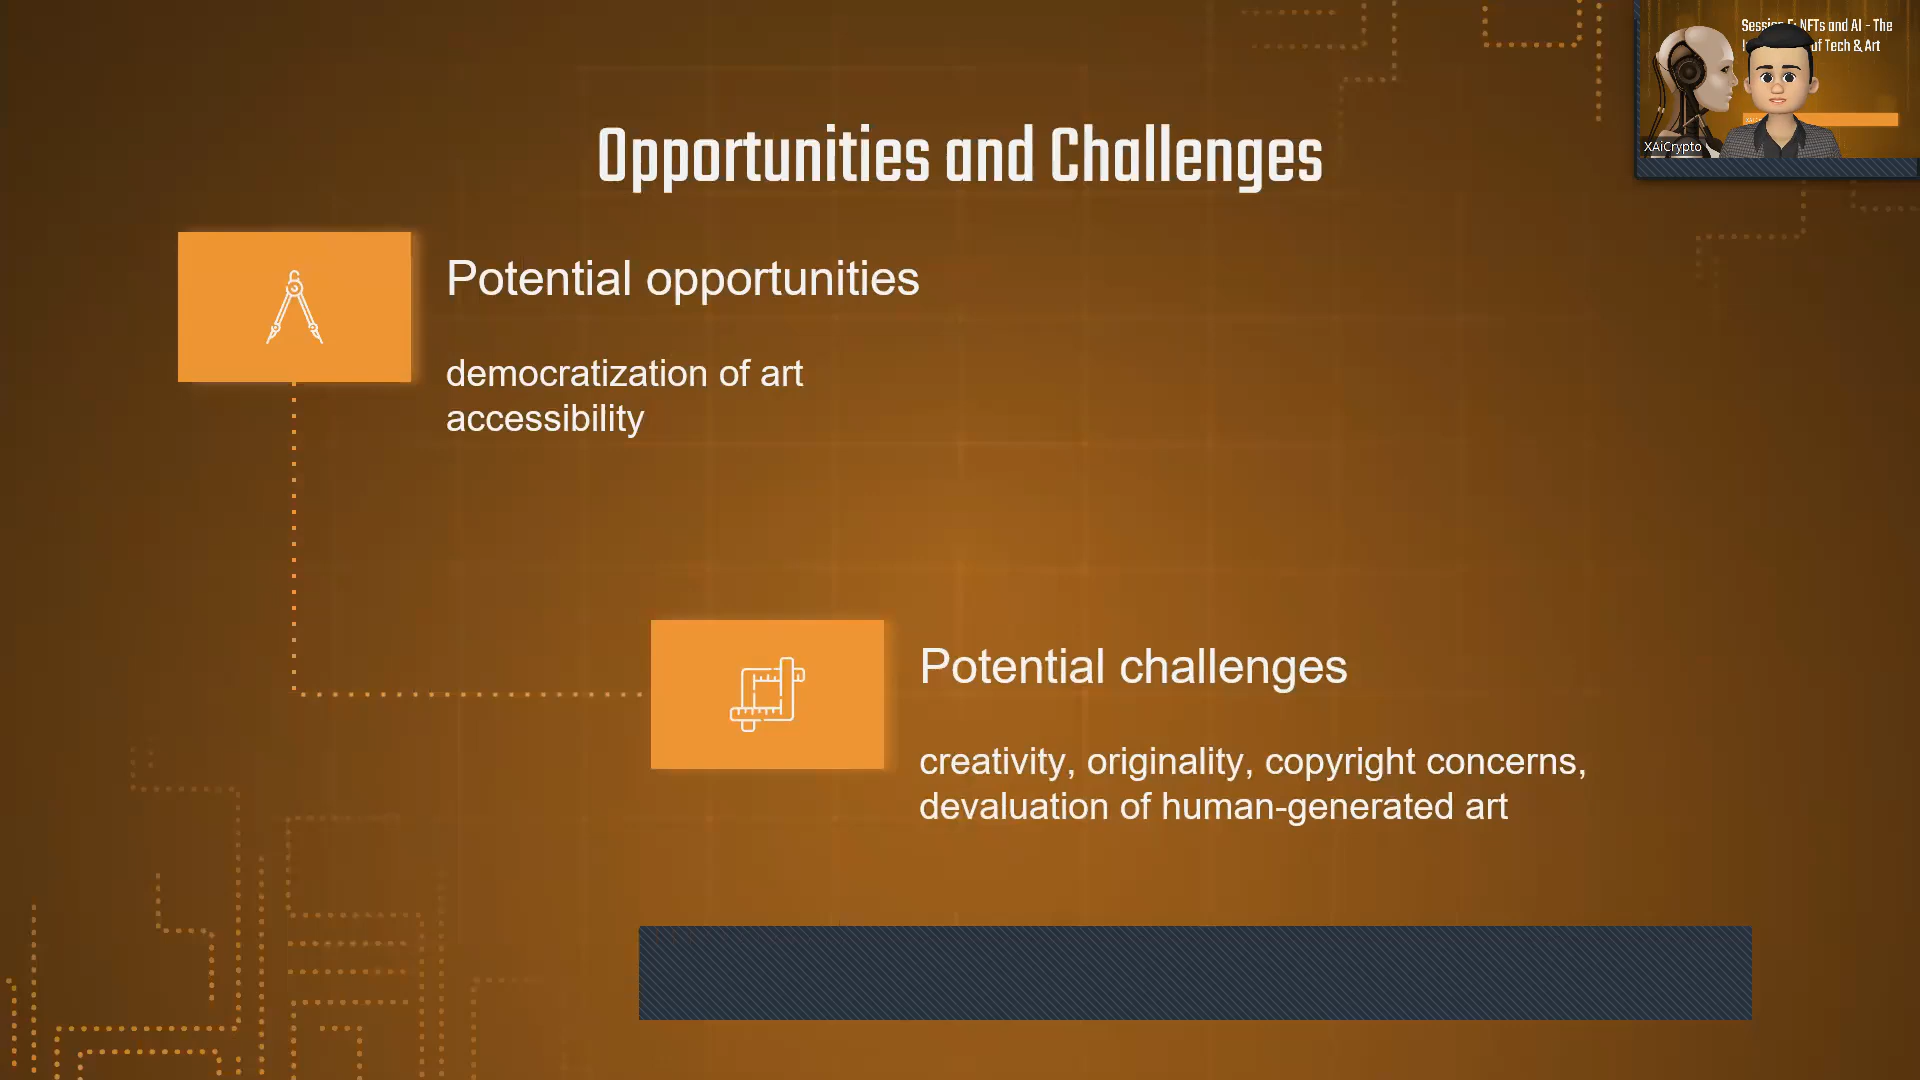 Opportunities and Challenges
Potential opportunities
democratization of art
accessibility
Potential challenges
creativity, originality, copyright concerns,
devaluation of human-generated art
NFTs and AI - The
of Tech & Art
XAiCrypto